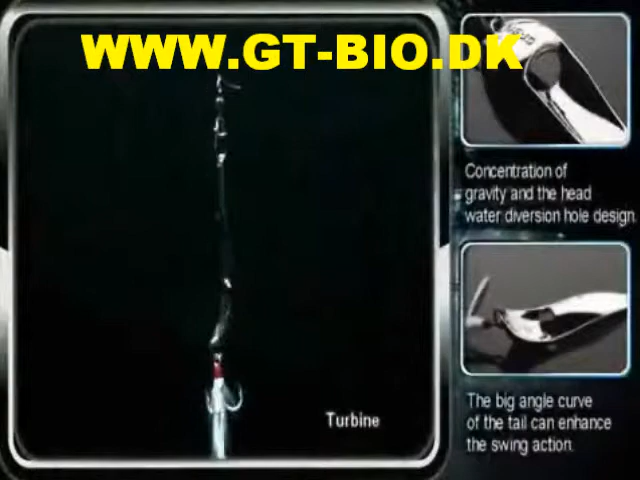 WWW.GT-BIO.DK
Concentration of
gravity and the head
water diversion hole design
The big angle curve
of the tail can enhance
the swing action.
Turbine